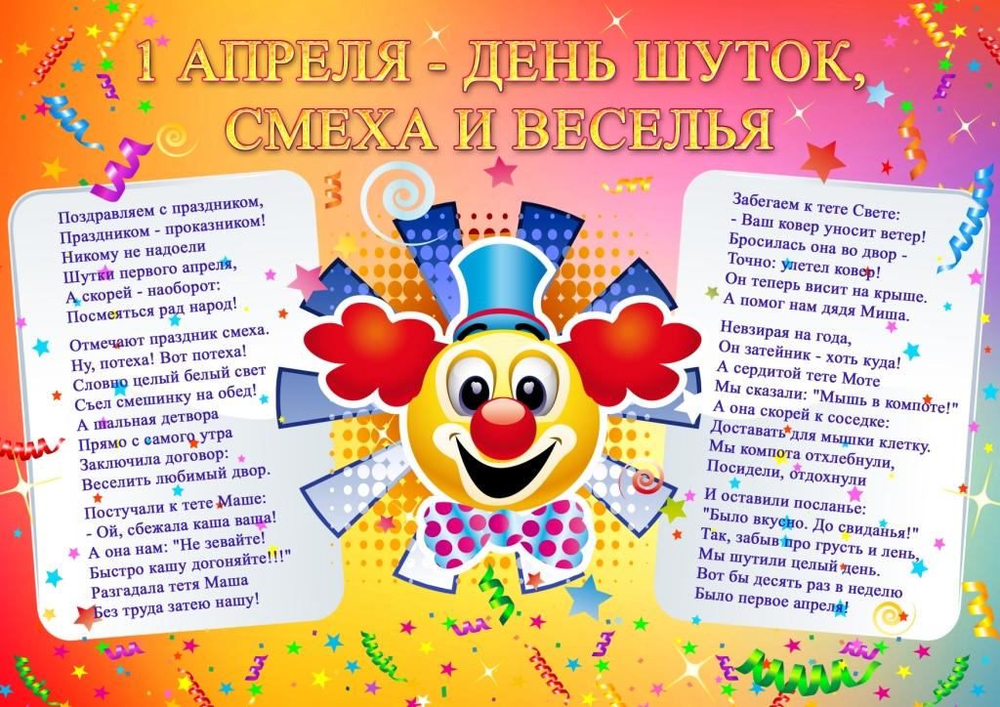 1 АПРЕЛЯ - ДЕНЬ ШУТОК,
СМЕХА И ВЕСЕЛЬЯ
Поздравляем с праздником,
Праздником - проказником!
Никому не надоели
Шутки первого апреля,
А скорей - наоборот:
Посмеяться рад народ!
Отмечают праздник смеха.
Ну, потеха! Вот потеха!
Словно целый белый свет
Съел смешинку на обед!
А шальная детвора
Прямо с самого утра
Заключила договор:
Веселить любимый двор.
Постучали к тете Маше:
- Ой, сбежала каша ваша!
А она нам: "Не зевайте!
Быстро кашу догоняйте!!!"
Разгадала тетя Маша
Без труда затею нашу!
Забегаем к тете Свете:
- Ваш ковер уносит ветер!
Бросилась она во двор -
Точно: улетел ковер!
Он теперь висит на крыше.
А помог нам дядя Миша.
Невзирая на года,
Он затейник - хоть куда!
А сердитой тете Моте
Мы сказали: "Мышь в компоте!"
А она скорей к соседке:
Доставать для мышки клетку.
Мы компота отхлебнули,
Посидели, отдохнули
И оставили посланье:
"Было вкусно. До свиданья!"
Так, забыв про грусть и лень,
Мы шутили целый день.
Вот бы десять раз в неделю
Было первое апреля!